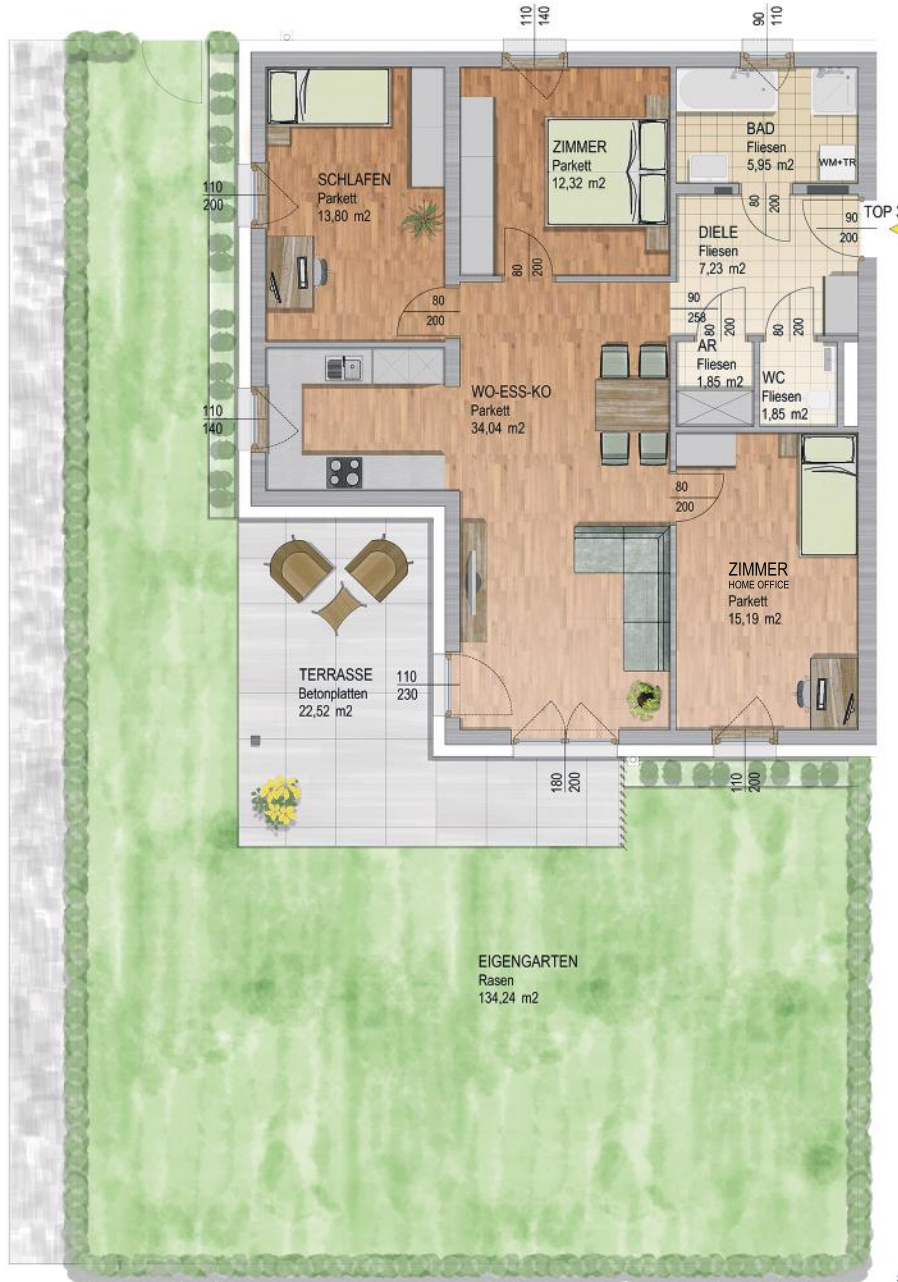 110
140
90
110
BAD
Fliesen
5,95 m2
WM+TR
ZIMMER
Parkett
12,32 m2
SCHLAFEN
Parkett
13,80 m2
110
200
80
200
90
200
TOP 3
DIELE
Fliesen
7,23 m2
80
200
80
200
90
258
80
200
80
200
AR
Fliesen
1,85 m2
WC
Fliesen
1,85 m2
WO-ESS-KO
Parkett
34,04 m2
110
140
80
200
ZIMMER
HOME OFFICE
Parkett
15,19 m2
TERRASSE
Betonplatten
22,52 m2
110
230
180
200
110
200
EIGENGARTEN
Rasen
134,24 m2